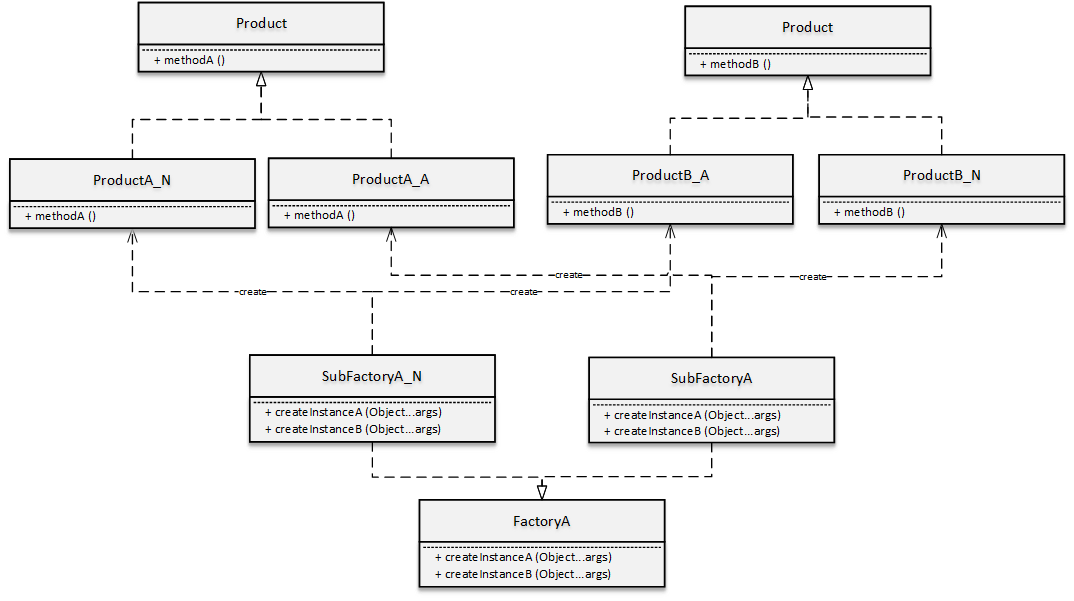 Product
+ methodA ()
Product
+ methodB ()
ProductA_N
+ methodA ()
ProductA_A
+ methodA ()
ProductB_A
+ methodB ()
ProductB_N
+ methodB ()
create
create
create
create
SubFactoryA_N
+ createInstanceA (Object...args)
+ createInstanceB (Object...args)
SubFactoryA
+ createInstanceA (Object...args)
+ createInstanceB (Object...args)
FactoryA
+ createInstanceA (Object...args)
+ createInstanceB (Object...args)